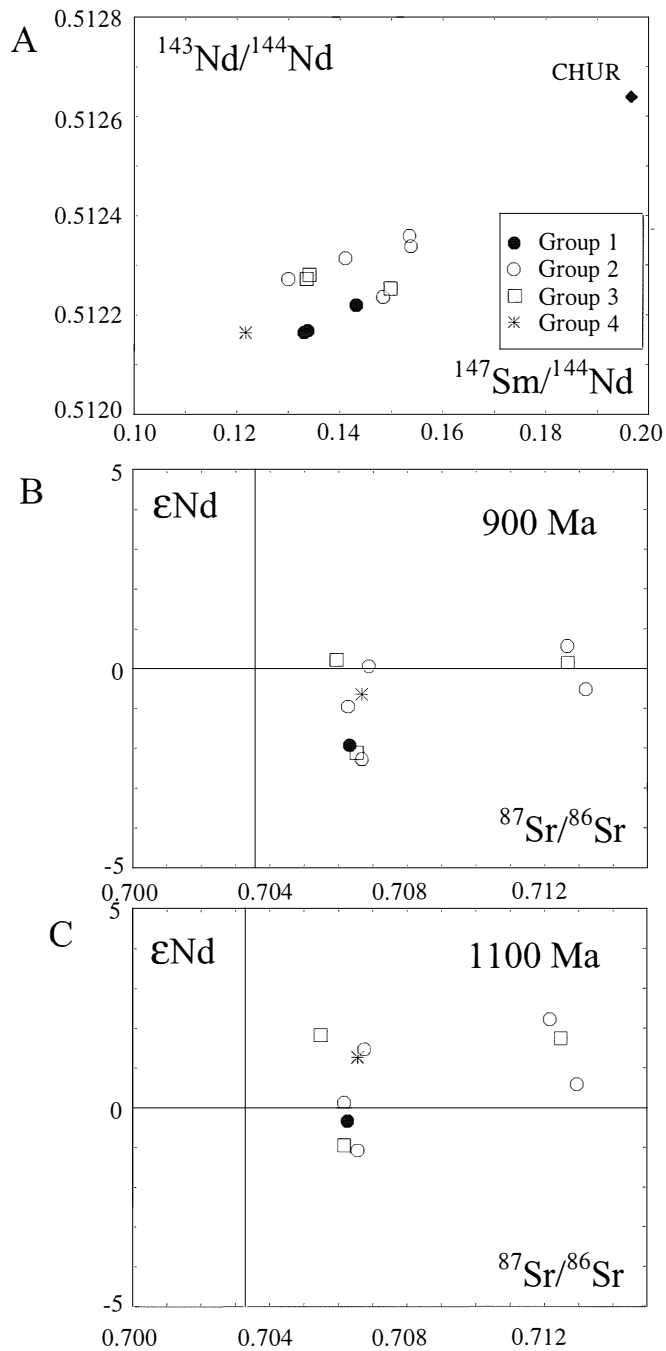 A
¹⁴³Nd/¹⁴⁴Nd
CHUR
0.5128
0.5126
0.5124
0.5122
0.5120
Group 1
Group 2
Group 3
Group 4
¹⁴⁷Sm/¹⁴⁴Nd
0.10 0.12 0.14 0.16 0.18 0.20
B
5
εNd
900 Ma
0
⁸⁷Sr/⁸⁶Sr
-5
0.700 0.704 0.708 0.712
C
5
εNd
1100 Ma
0
⁸⁷Sr/⁸⁶Sr
-5
0.700 0.704 0.708 0.712